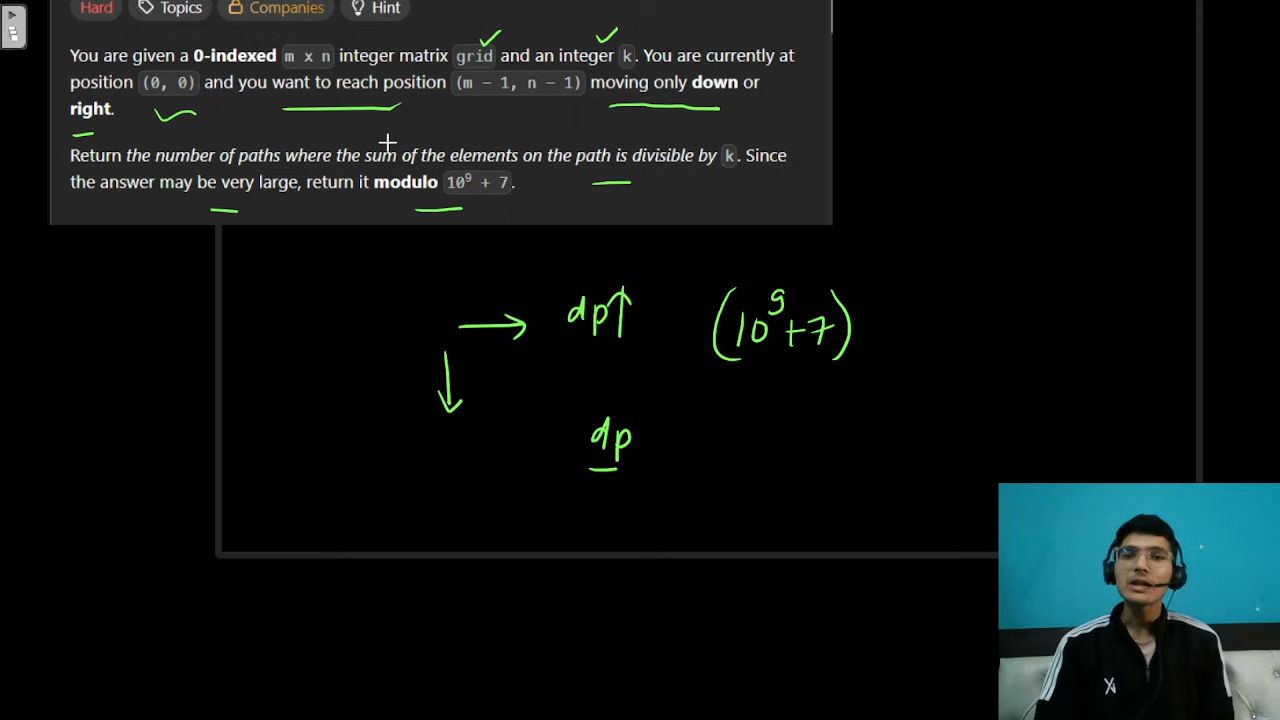 Hard Topics Companies Hint
You are given a 0-indexed m x n integer matrix grid and an integer k. You are currently at
position (0, 0) and you want to reach position (m - 1, n - 1) moving only down or
right.
Return the number of paths where the sum of the elements on the path is divisible by k. Since
the answer may be very large, return it modulo 10⁹ + 7.
dp↑ (10⁹+7)
dp